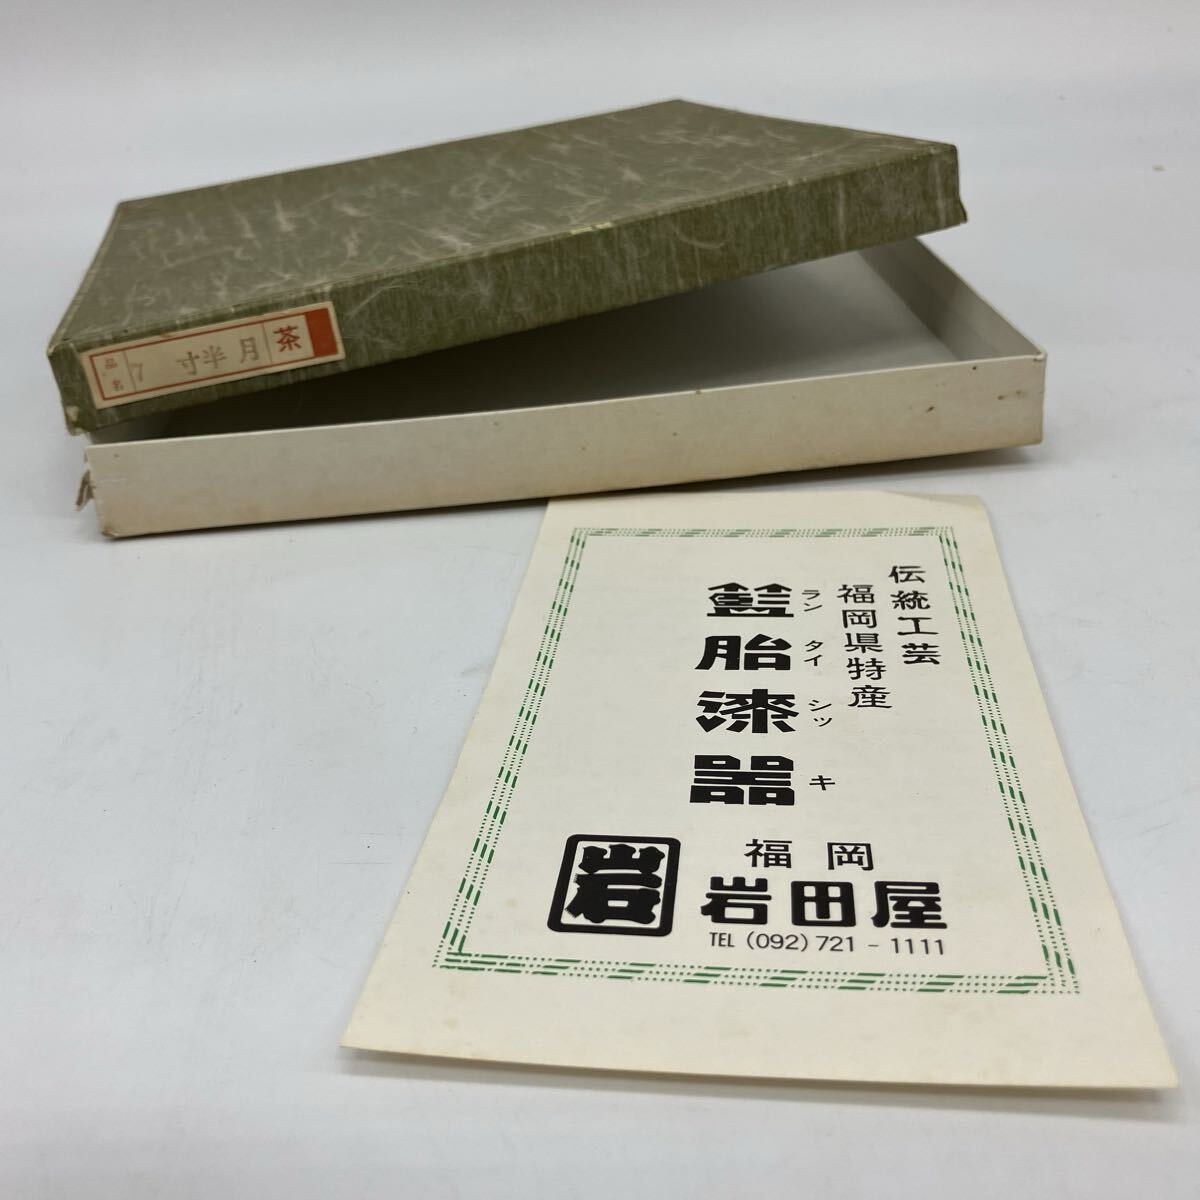 品名 7 寸半月 茶
伝統工芸
福岡県特産
籃胎漆器
ランタイシッキ
岩
福岡
岩田屋
TEL (092) 721 - 1111